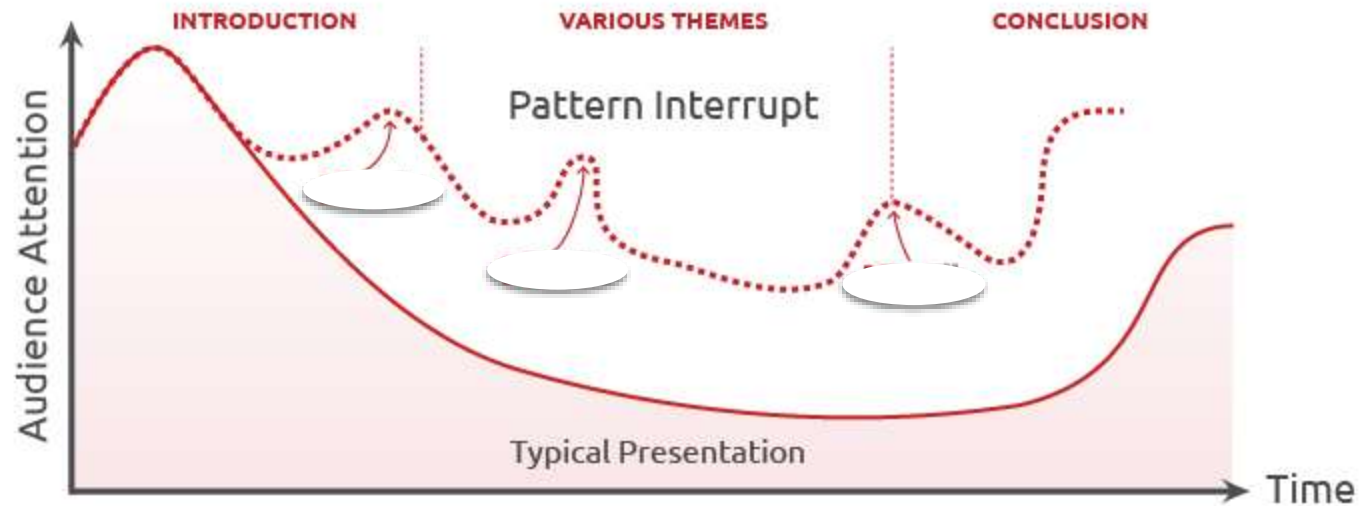 INTRODUCTION
VARIOUS THEMES
CONCLUSION
Pattern Interrupt
Audience Attention
Typical Presentation
Time